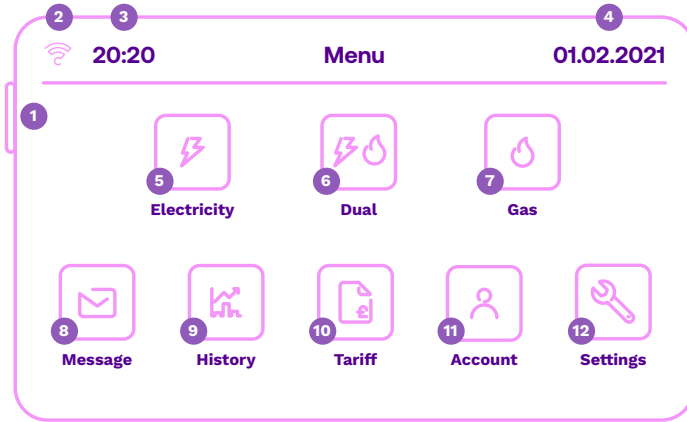 2 3 4
20:20 Menu 01.02.2021
1
5 6 7
Electricity Dual Gas
£
8 9 10 11 12
Message History Tariff Account Settings